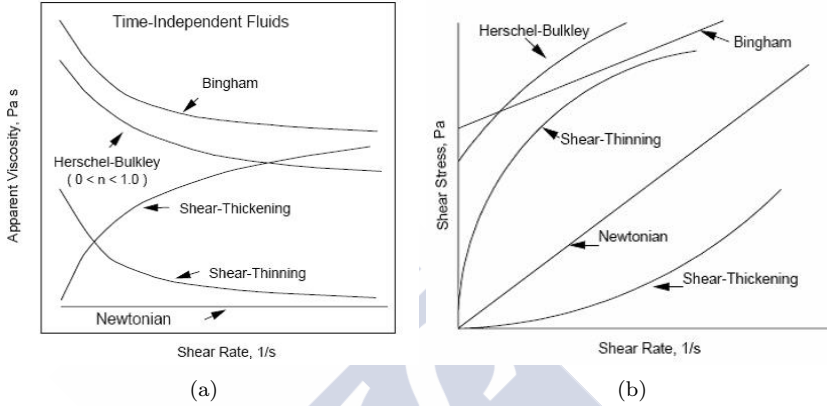 Time-Independent Fluids
Apparent Viscosity, Pa s
Bingham
Herschel-Bulkley
( 0 < n < 1.0 )
Shear-Thickening
Shear-Thinning
Newtonian
Shear Rate, 1/s
(a)
Herschel-Bulkley
Bingham
Shear Stress, Pa
Shear-Thinning
Newtonian
Shear-Thickening
Shear Rate, 1/s
(b)